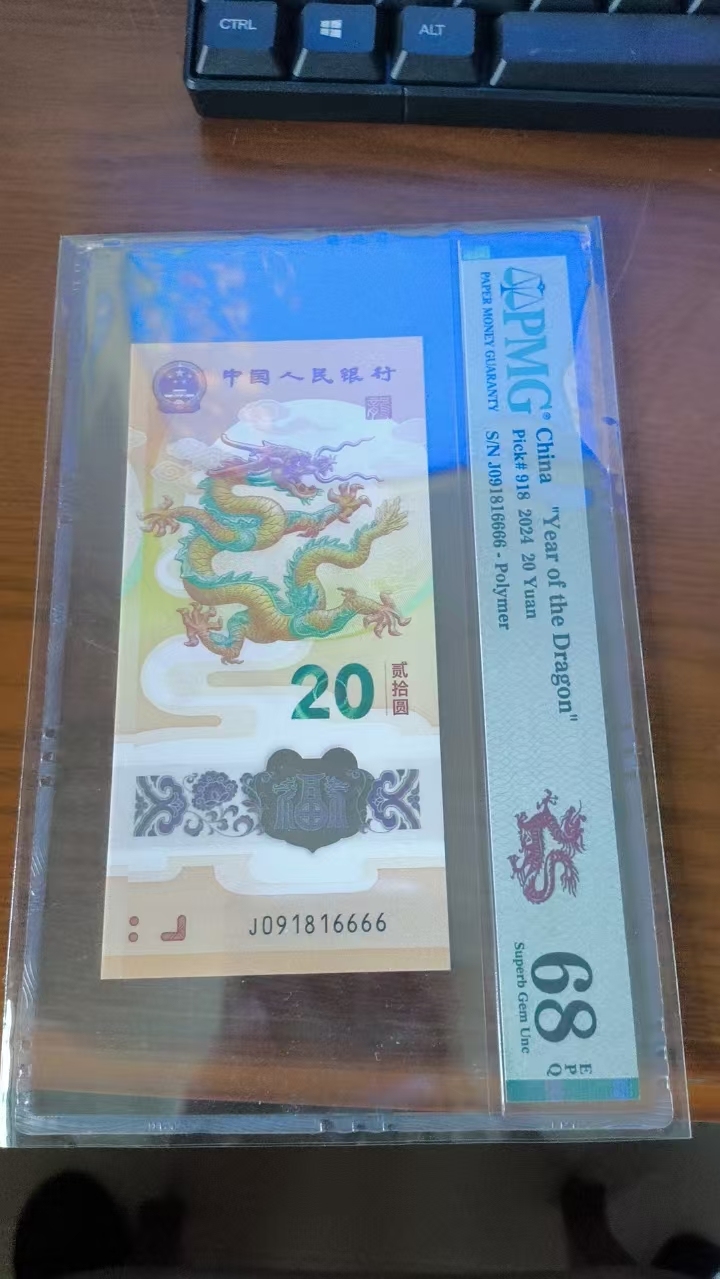 CTRL
ALT
中国人民银行
20
贰拾圆
J091816666
PMG®
PAPER MONEY GUARANTY
China "Year of the Dragon"
Pick# 918 2024 20 Yuan
S/N J091816666 - Polymer
68
EPQ
Superb Gem Unc